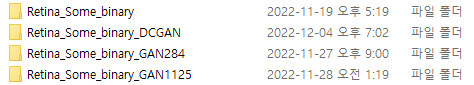 Retina_Some_binary 2022-11-19 오후 5:19 파일 폴더
Retina_Some_binary_DCGAN 2022-12-04 오후 7:02 파일 폴더
Retina_Some_binary_GAN284 2022-11-27 오후 9:00 파일 폴더
Retina_Some_binary_GAN1125 2022-11-28 오전 1:19 파일 폴더